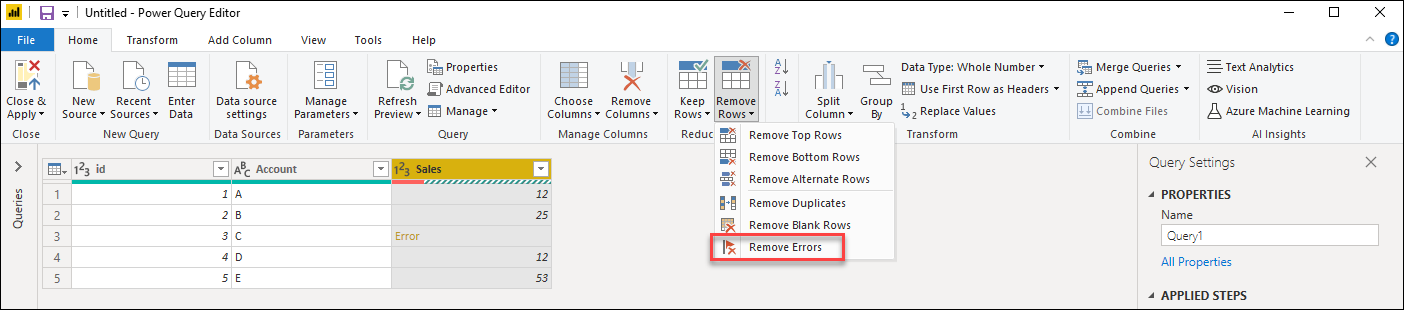 Untitled - Power Query Editor
File Home Transform Add Column View Tools Help
Close & Apply
New Source
Recent Sources
Enter Data
Data source settings
Manage Parameters
Refresh Preview
Properties
Advanced Editor
Manage
Choose Columns
Remove Columns
Keep Rows
Remove Rows
A Z
Z A
Split Column
Group By
Data Type: Whole Number
Use First Row as Headers
1 2 Replace Values
Merge Queries
Append Queries
Combine Files
Text Analytics
Vision
Azure Machine Learning
Close New Query Data Sources Parameters Query Manage Columns Reduc Transform Combine AI Insights
Remove Top Rows
Remove Bottom Rows
Remove Alternate Rows
Remove Duplicates
Remove Blank Rows
Remove Errors
Queries
123 id ABC Account 123 Sales
1 1 A 12
2 2 B 25
3 3 C Error
4 4 D 12
5 5 E 53
Query Settings
PROPERTIES
Name
Query1
All Properties
APPLIED STEPS